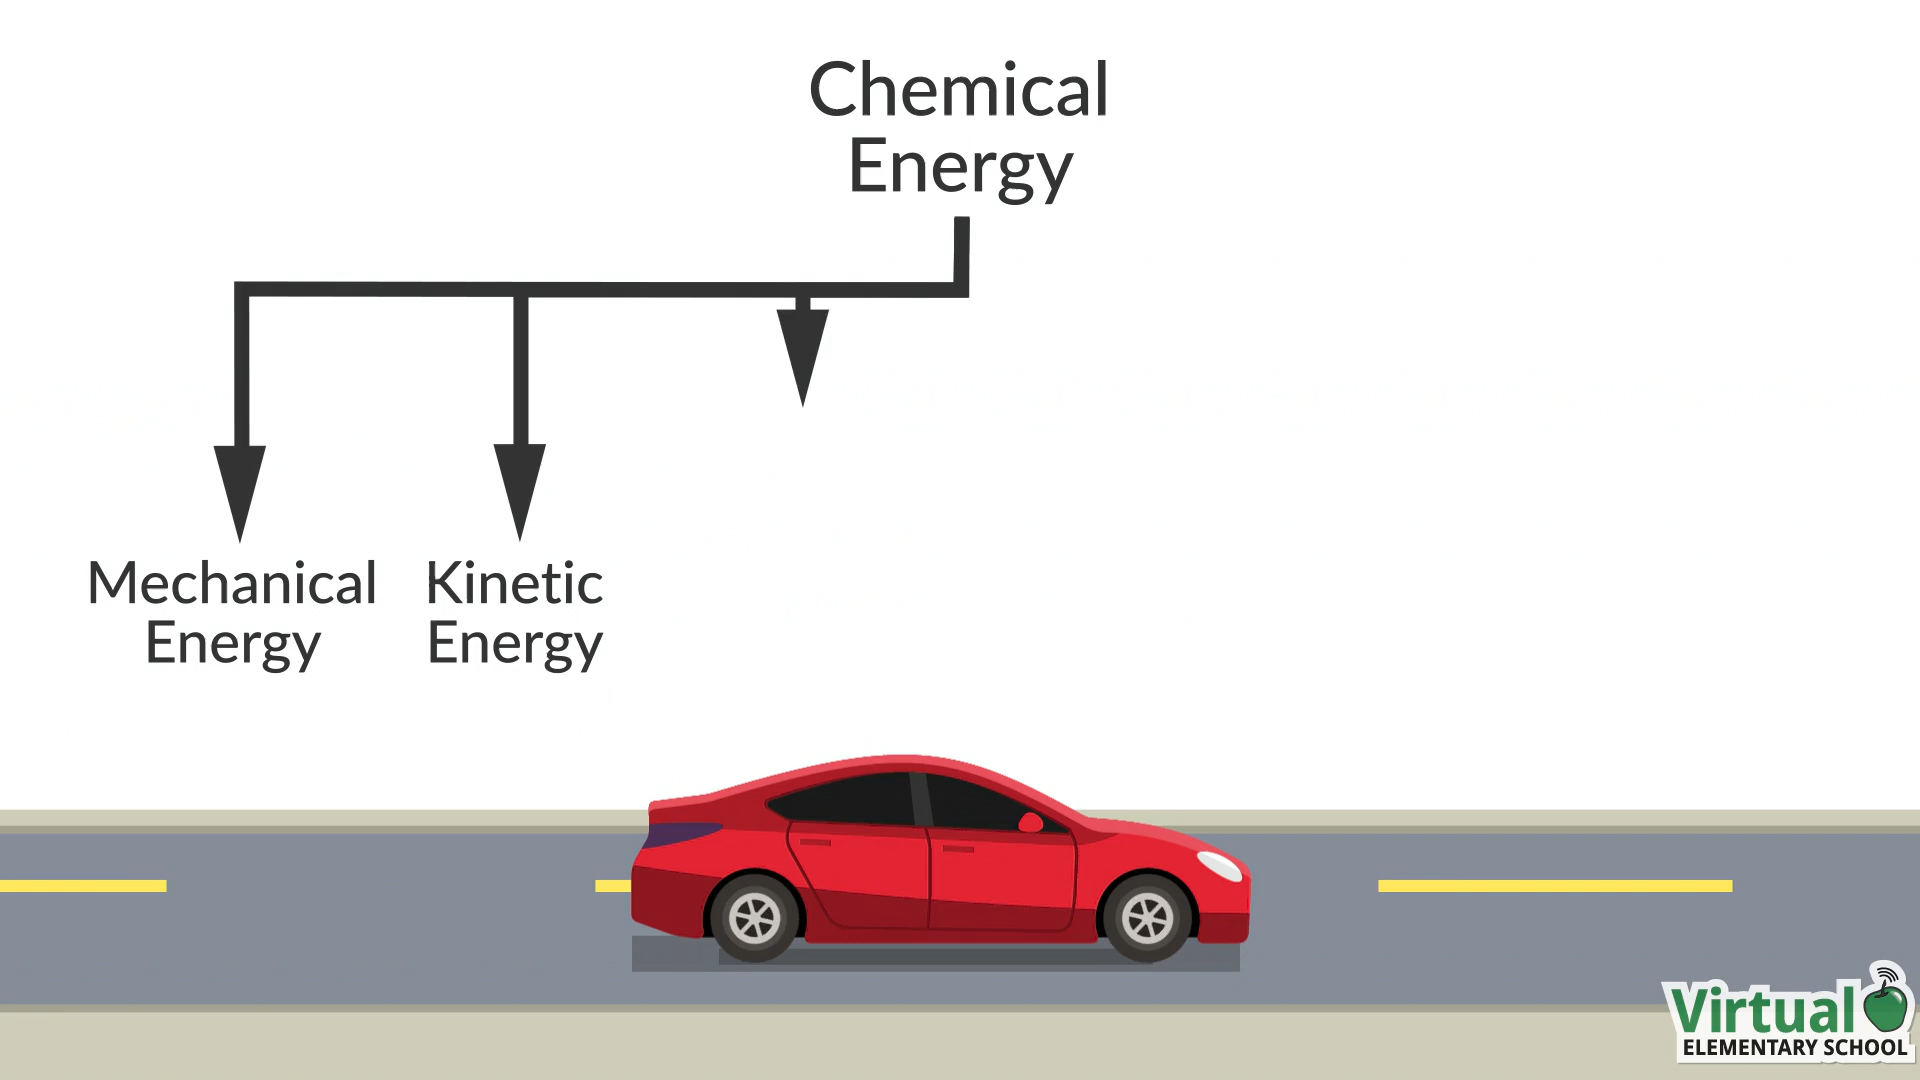 Chemical
Energy
Mechanical
Energy
Kinetic
Energy
Virtual
ELEMENTARY SCHOOL